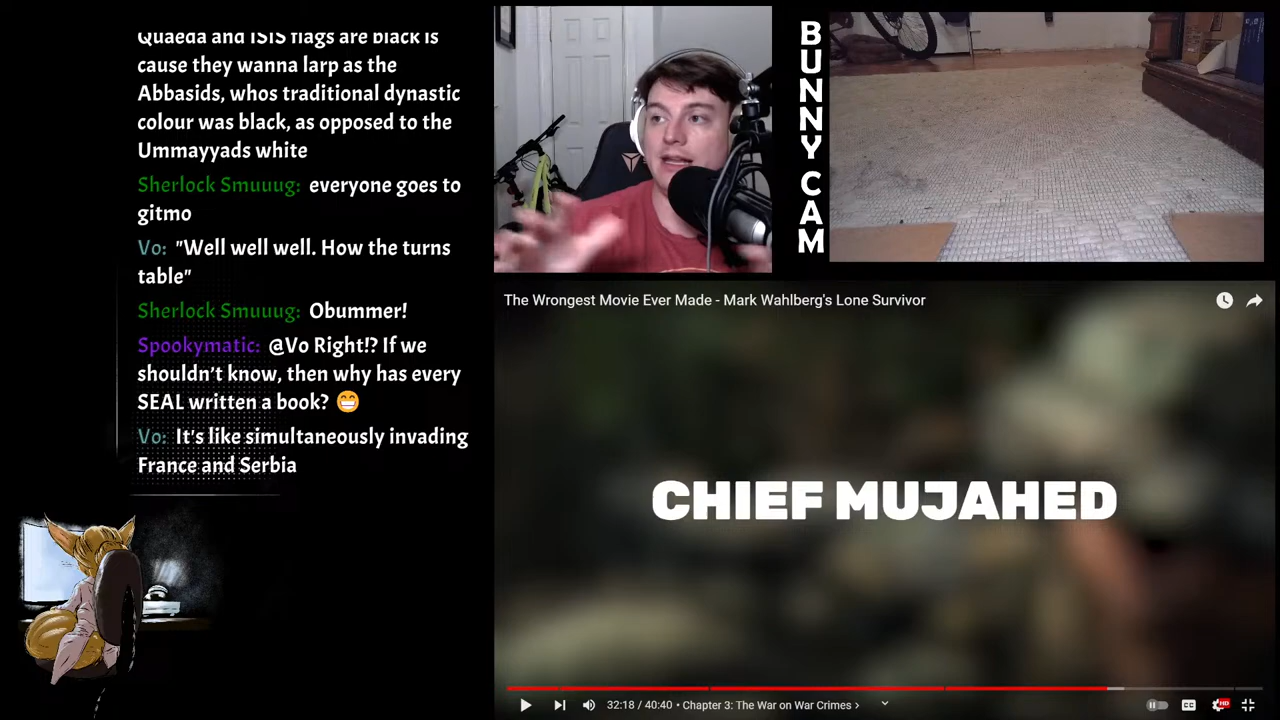 Quaeda and ISIS flags are black is
cause they wanna larp as the
Abbasids, whos traditional dynastic
colour was black, as opposed to the
Ummayyads white
Sherlock Smuuug: everyone goes to
gitmo
Vo: "Well well well. How the turns
table"
Sherlock Smuuug: Obummer!
Spookymatic: @Vo Right!? If we
shouldn't know, then why has every
SEAL written a book? 😁
Vo: It's like simultaneously invading
France and Serbia
BUNNY CAM
The Wrongest Movie Ever Made - Mark Wahlberg's Lone Survivor
CHIEF MUJAHED
32:18 / 40:40 • Chapter 3: The War on War Crimes ›
CC
HD